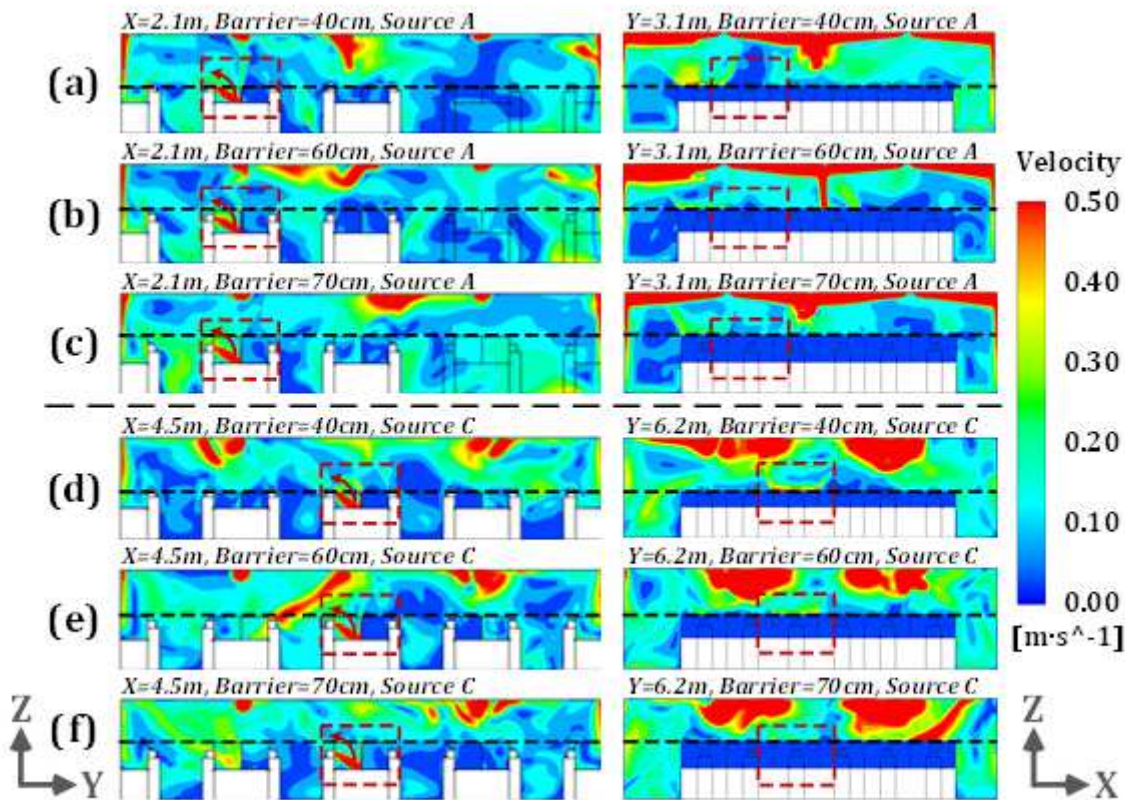 X=2.1m, Barrier=40cm, Source A
Y=3.1m, Barrier=40cm, Source A
(a)
X=2.1m, Barrier=60cm, Source A
Y=3.1m, Barrier=60cm, Source A
Velocity
(b)
0.50
X=2.1m, Barrier=70cm, Source A
Y=3.1m, Barrier=70cm, Source A
0.40
(c)
0.30
X=4.5m, Barrier=40cm, Source C
Y=6.2m, Barrier=40cm, Source C
0.20
(d)
0.10
X=4.5m, Barrier=60cm, Source C
Y=6.2m, Barrier=60cm, Source C
0.00
(e)
[m·s^-1]
X=4.5m, Barrier=70cm, Source C
Y=6.2m, Barrier=70cm, Source C
Z
(f)
Z
Y
X